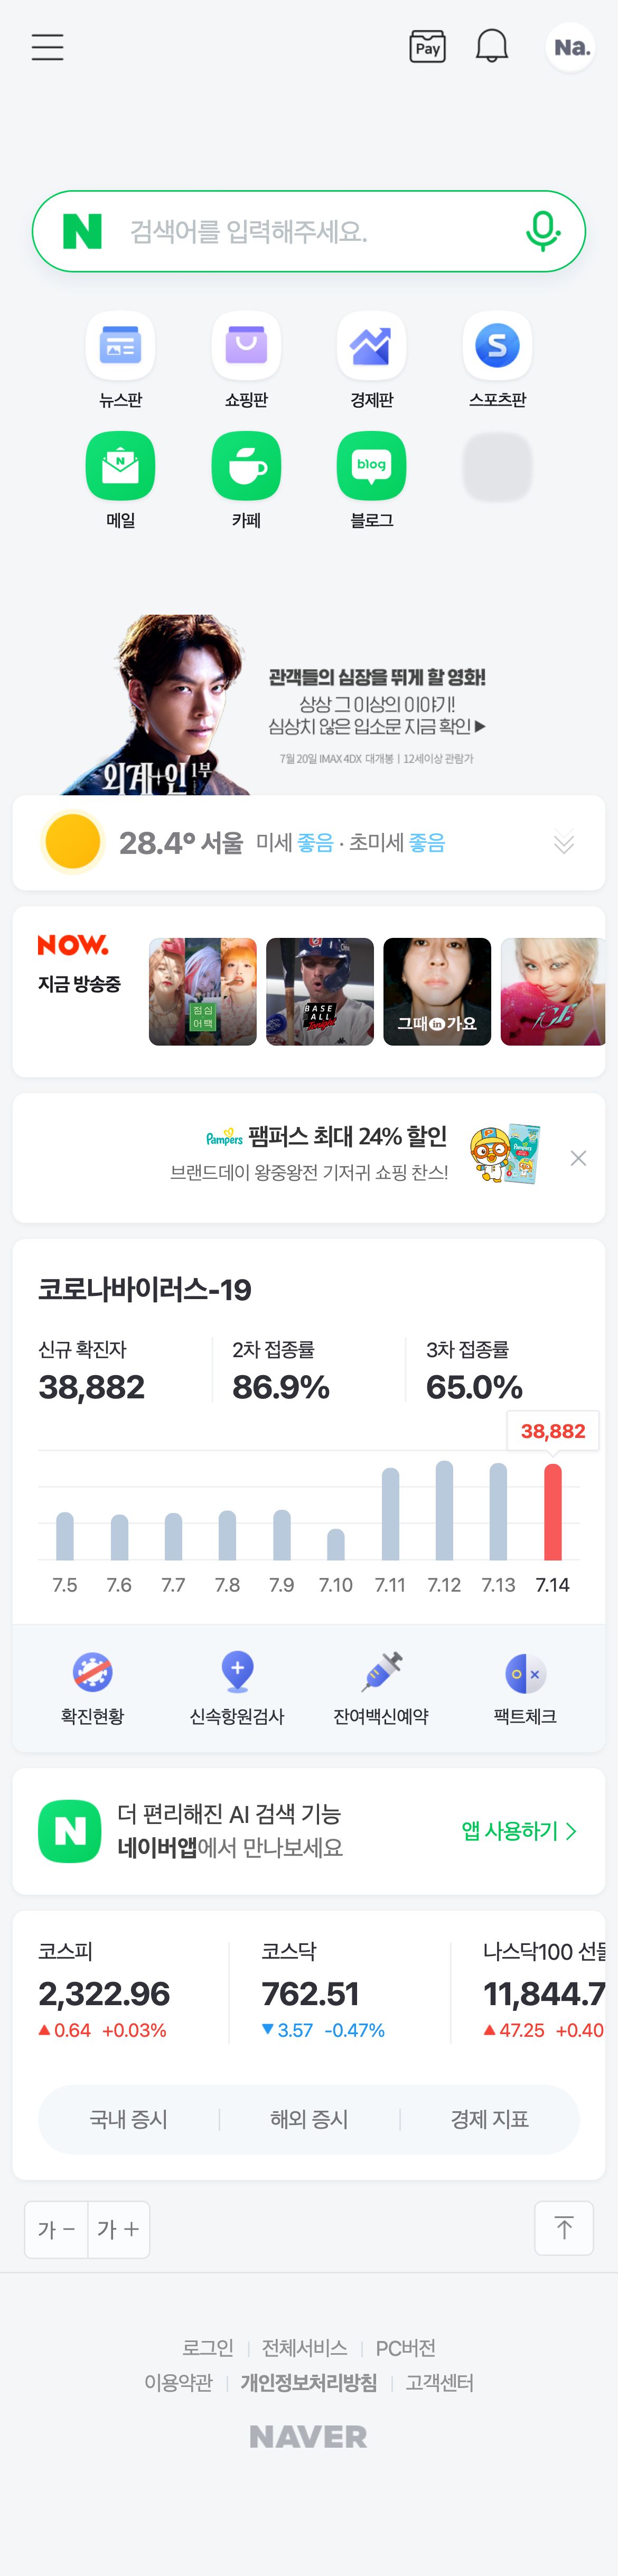 Pay
Na.
N 검색어를 입력해주세요.
뉴스판 쇼핑판 경제판 스포츠판
N
blog
메일 카페 블로그
관객들의 심장을 뛰게 할 영화!
상상 그 이상의 이야기!
심상치 않은 입소문 지금 확인▶
7월 20일 IMAX 4DX 대개봉 | 12세이상 관람가
외계+인 1부
28.4° 서울 미세 좋음 · 초미세 좋음
NOW.
지금 방송중
점심
어택
BASE
ALL
그때 in 가요
Pampers 팸퍼스 최대 24% 할인
브랜드데이 왕중왕전 기저귀 쇼핑 찬스!
코로나바이러스-19
신규 확진자 2차 접종률 3차 접종률
38,882 86.9% 65.0%
38,882
7.5 7.6 7.7 7.8 7.9 7.10 7.11 7.12 7.13 7.14
확진현황 신속항원검사 잔여백신예약 팩트체크
N
더 편리해진 AI 검색 기능
네이버앱에서 만나보세요
앱 사용하기 >
코스피 코스닥 나스닥100 선물
2,322.96 762.51 11,844.7
▲ 0.64 +0.03% ▼ 3.57 -0.47% ▲ 47.25 +0.40
국내 증시 해외 증시 경제 지표
가 − 가 +
로그인 전체서비스 PC버전
이용약관 개인정보처리방침 고객센터
NAVER